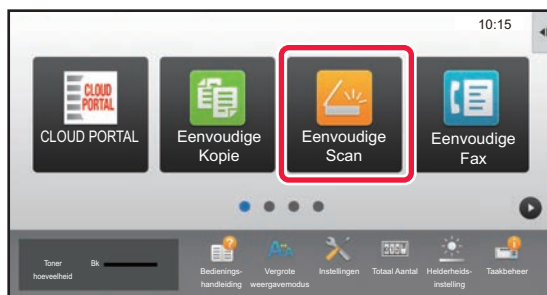 10:15
CLOUD
PORTAL
CLOUD PORTAL
Eenvoudige
Kopie
Eenvoudige
Scan
Eenvoudige
Fax
Toner
hoeveelheid
Bk
Bedienings-
handleiding
Vergrote
weergavemodus
Instellingen
Totaal Aantal
Helderheids-
instelling
Taakbeheer